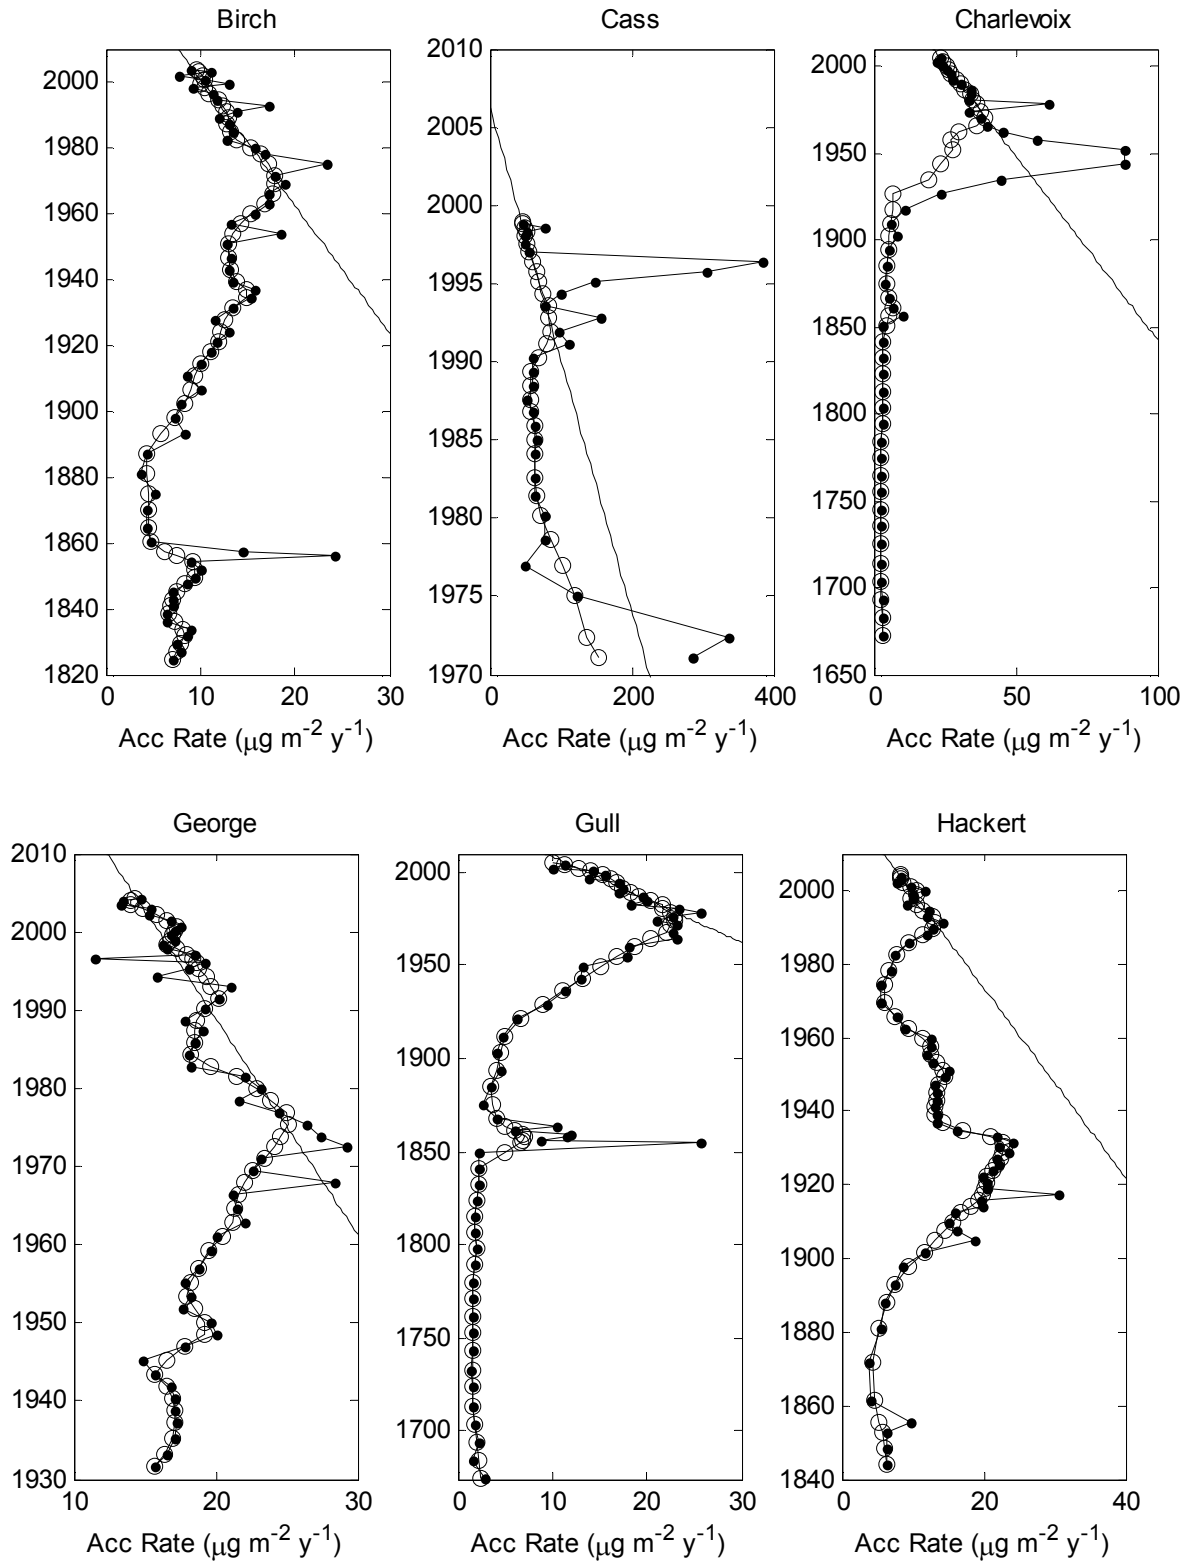 Birch
2000
1980
1960
1940
1920
1900
1880
1860
1840
1820
0 10 20 30
Acc Rate (μg m-2 y-1)
Cass
2010
2005
2000
1995
1990
1985
1980
1975
1970
0 200 400
Acc Rate (μg m-2 y-1)
Charlevoix
2000
1950
1900
1850
1800
1750
1700
1650
0 50 100
Acc Rate (μg m-2 y-1)
George
2010
2000
1990
1980
1970
1960
1950
1940
1930
10 20 30
Acc Rate (μg m-2 y-1)
Gull
2000
1950
1900
1850
1800
1750
1700
0 10 20 30
Acc Rate (μg m-2 y-1)
Hackert
2000
1980
1960
1940
1920
1900
1880
1860
1840
0 20 40
Acc Rate (μg m-2 y-1)